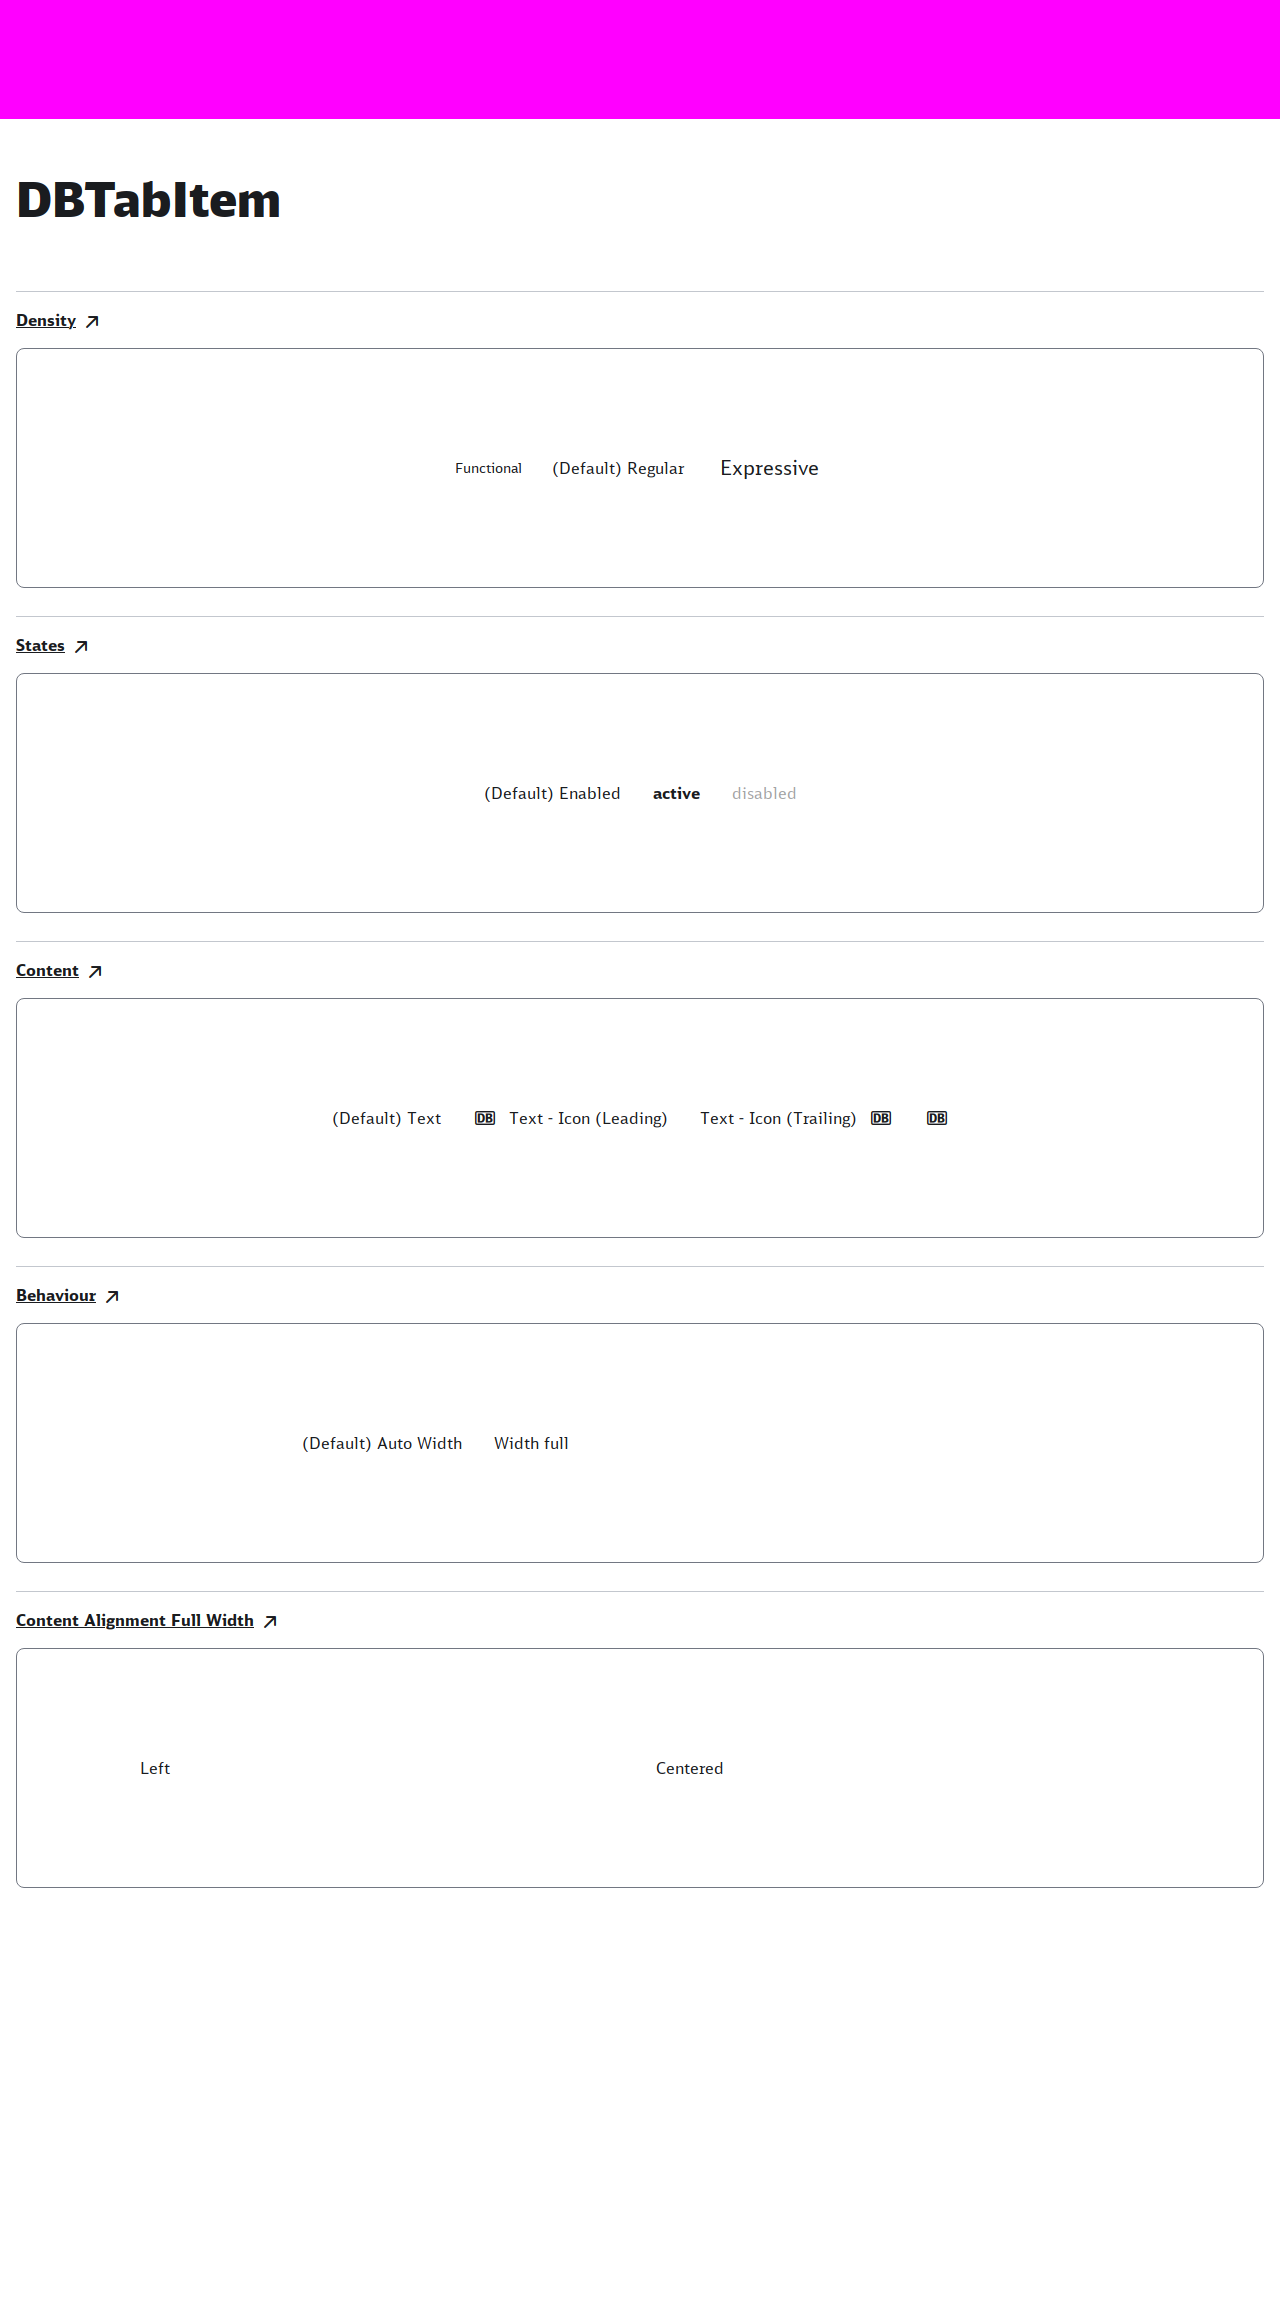 DBTabItem
Density
Functional (Default) Regular Expressive
States
(Default) Enabled active disabled
Content
(Default) Text DB Text - Icon (Leading) Text - Icon (Trailing) DB DB
Behaviour
(Default) Auto Width Width full
Content Alignment Full Width
Left Centered